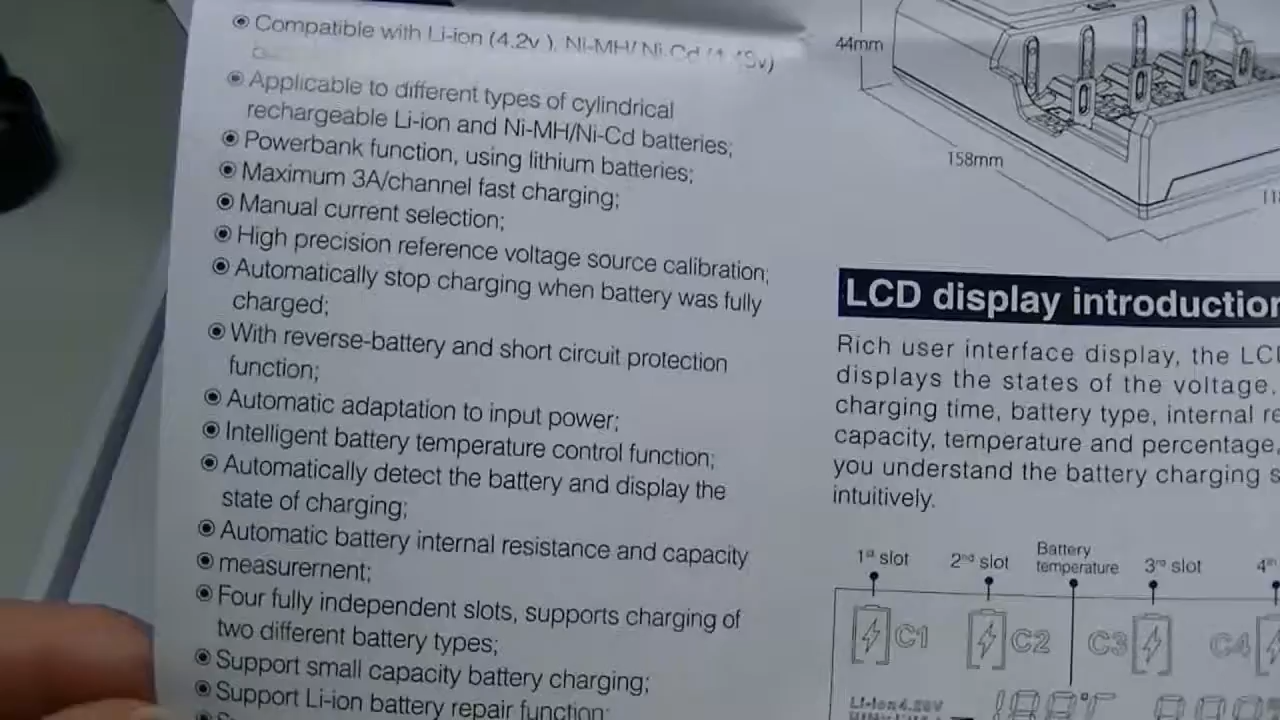 ◉ Compatible with Li-ion (4.2v ), Ni-MH/ Ni-Cd
◉ Applicable to different types of cylindrical
rechargeable Li-ion and Ni-MH/Ni-Cd batteries;
◉ Powerbank function, using lithium batteries;
◉ Maximum 3A/channel fast charging;
◉ Manual current selection;
◉ High precision reference voltage source calibration;
◉ Automatically stop charging when battery was fully
charged;
◉ With reverse-battery and short circuit protection
function;
◉ Automatic adaptation to input power;
◉ Intelligent battery temperature control function;
◉ Automatically detect the battery and display the
state of charging;
◉ Automatic battery internal resistance and capacity
◉ measurement;
◉ Four fully independent slots, supports charging of
two different battery types;
◉ Support small capacity battery charging;
◉ Support Li-ion battery repair function;
44mm
158mm
11
LCD display introduction
Rich user interface display, the LC
displays the states of the voltage,
charging time, battery type, internal re
capacity, temperature and percentage,
you understand the battery charging s
intuitively.
1st slot
2nd slot
Battery
temperature
3rd slot
4th
C1
C2
C3
C4
Li-Ion4.20V
188°C